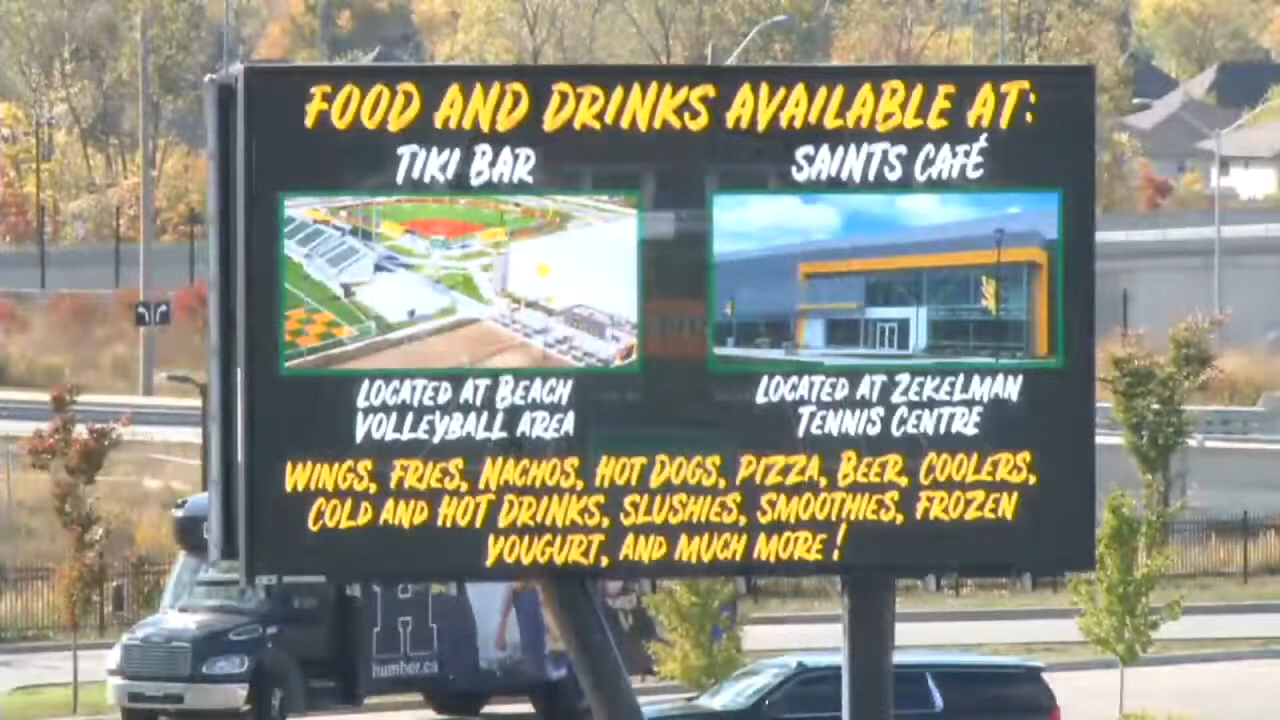 FOOD AND DRINKS AVAILABLE AT:
TIKI BAR
SAINTS CAFÉ
LOCATED AT BEACH
VOLLEYBALL AREA
LOCATED AT ZEKELMAN
TENNIS CENTRE
WINGS, FRIES, NACHOS, HOT DOGS, PIZZA, BEER, COOLERS,
COLD AND HOT DRINKS, SLUSHIES, SMOOTHIES, FROZEN
YOUGURT, AND MUCH MORE!
H
humber.ca